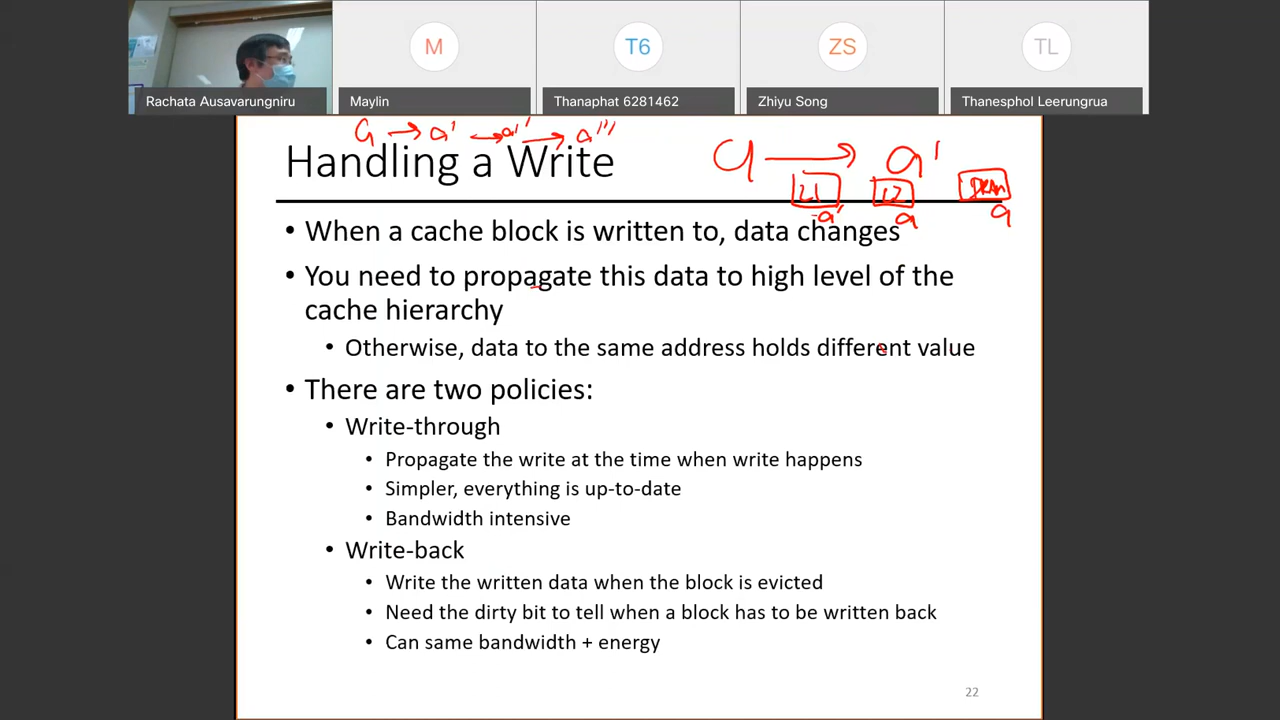 M
T6
ZS
TL
Rachata Ausavarungniru
Maylin
Thanaphat 6281462
Zhiyu Song
Thanesphol Leerungrua
a → a' → a'' → a'''
Handling a Write
a → a'
L1 L2 DRAM
a' a a
• When a cache block is written to, data changes
• You need to propagate this data to high level of the
cache hierarchy
• Otherwise, data to the same address holds different value
• There are two policies:
• Write-through
• Propagate the write at the time when write happens
• Simpler, everything is up-to-date
• Bandwidth intensive
• Write-back
• Write the written data when the block is evicted
• Need the dirty bit to tell when a block has to be written back
• Can same bandwidth + energy
22